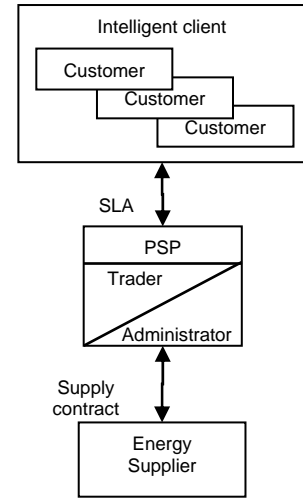 Intelligent client
Customer
Customer
Customer
SLA
PSP
Trader
Administrator
Supply
contract
Energy
Supplier